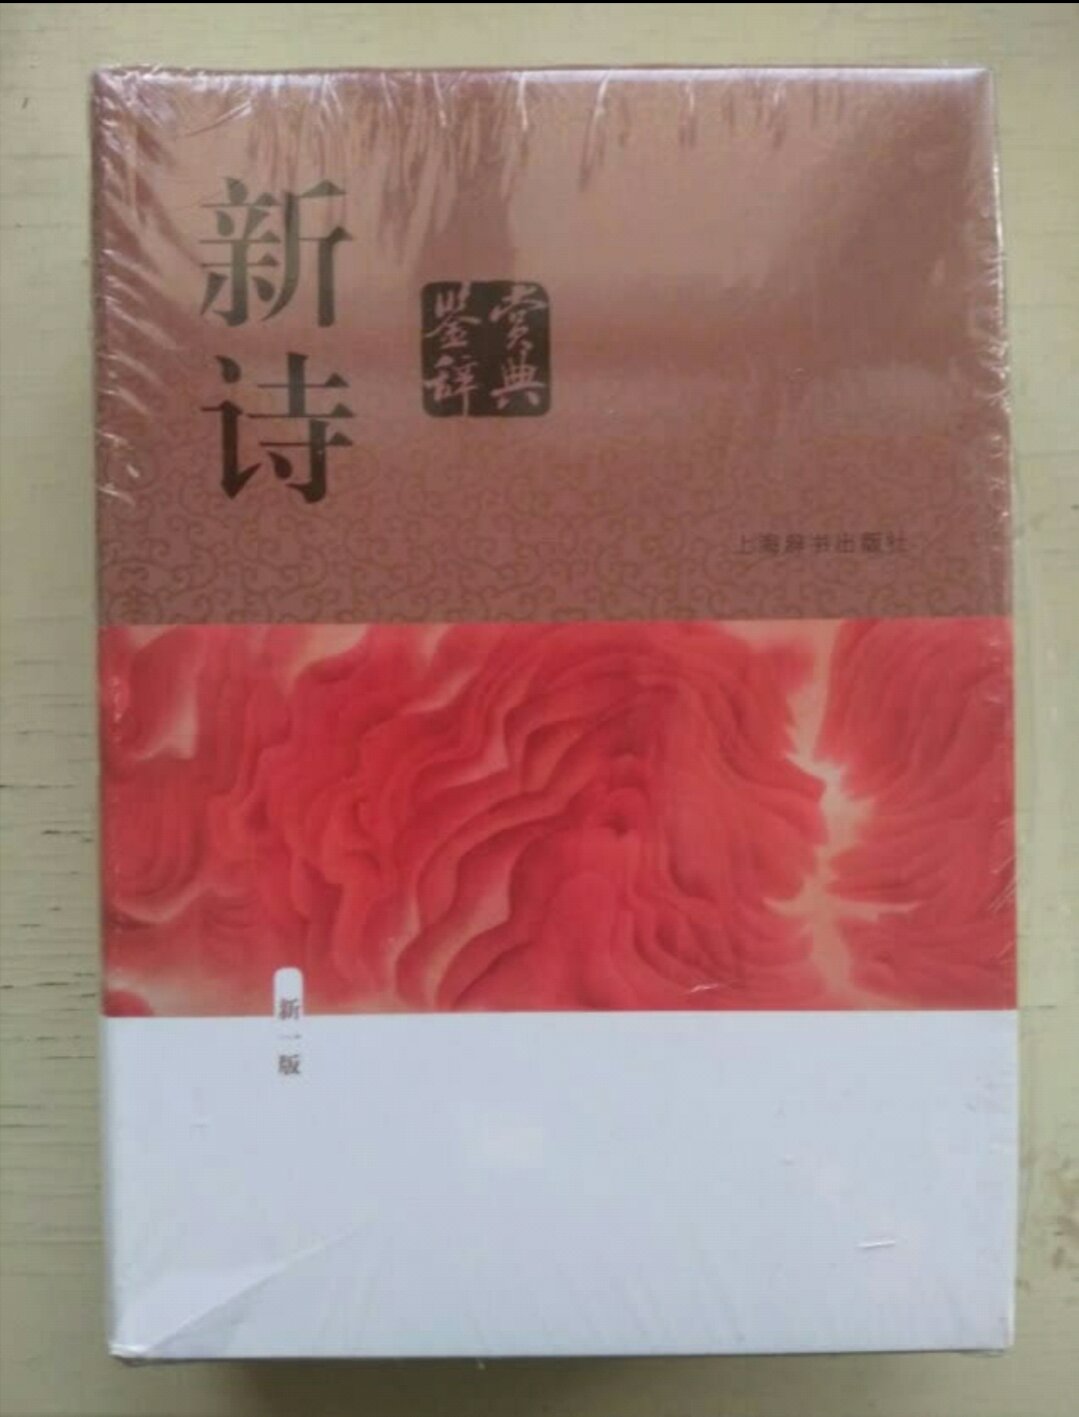 新诗
鉴赏
辞典
上海辞书出版社
新一版